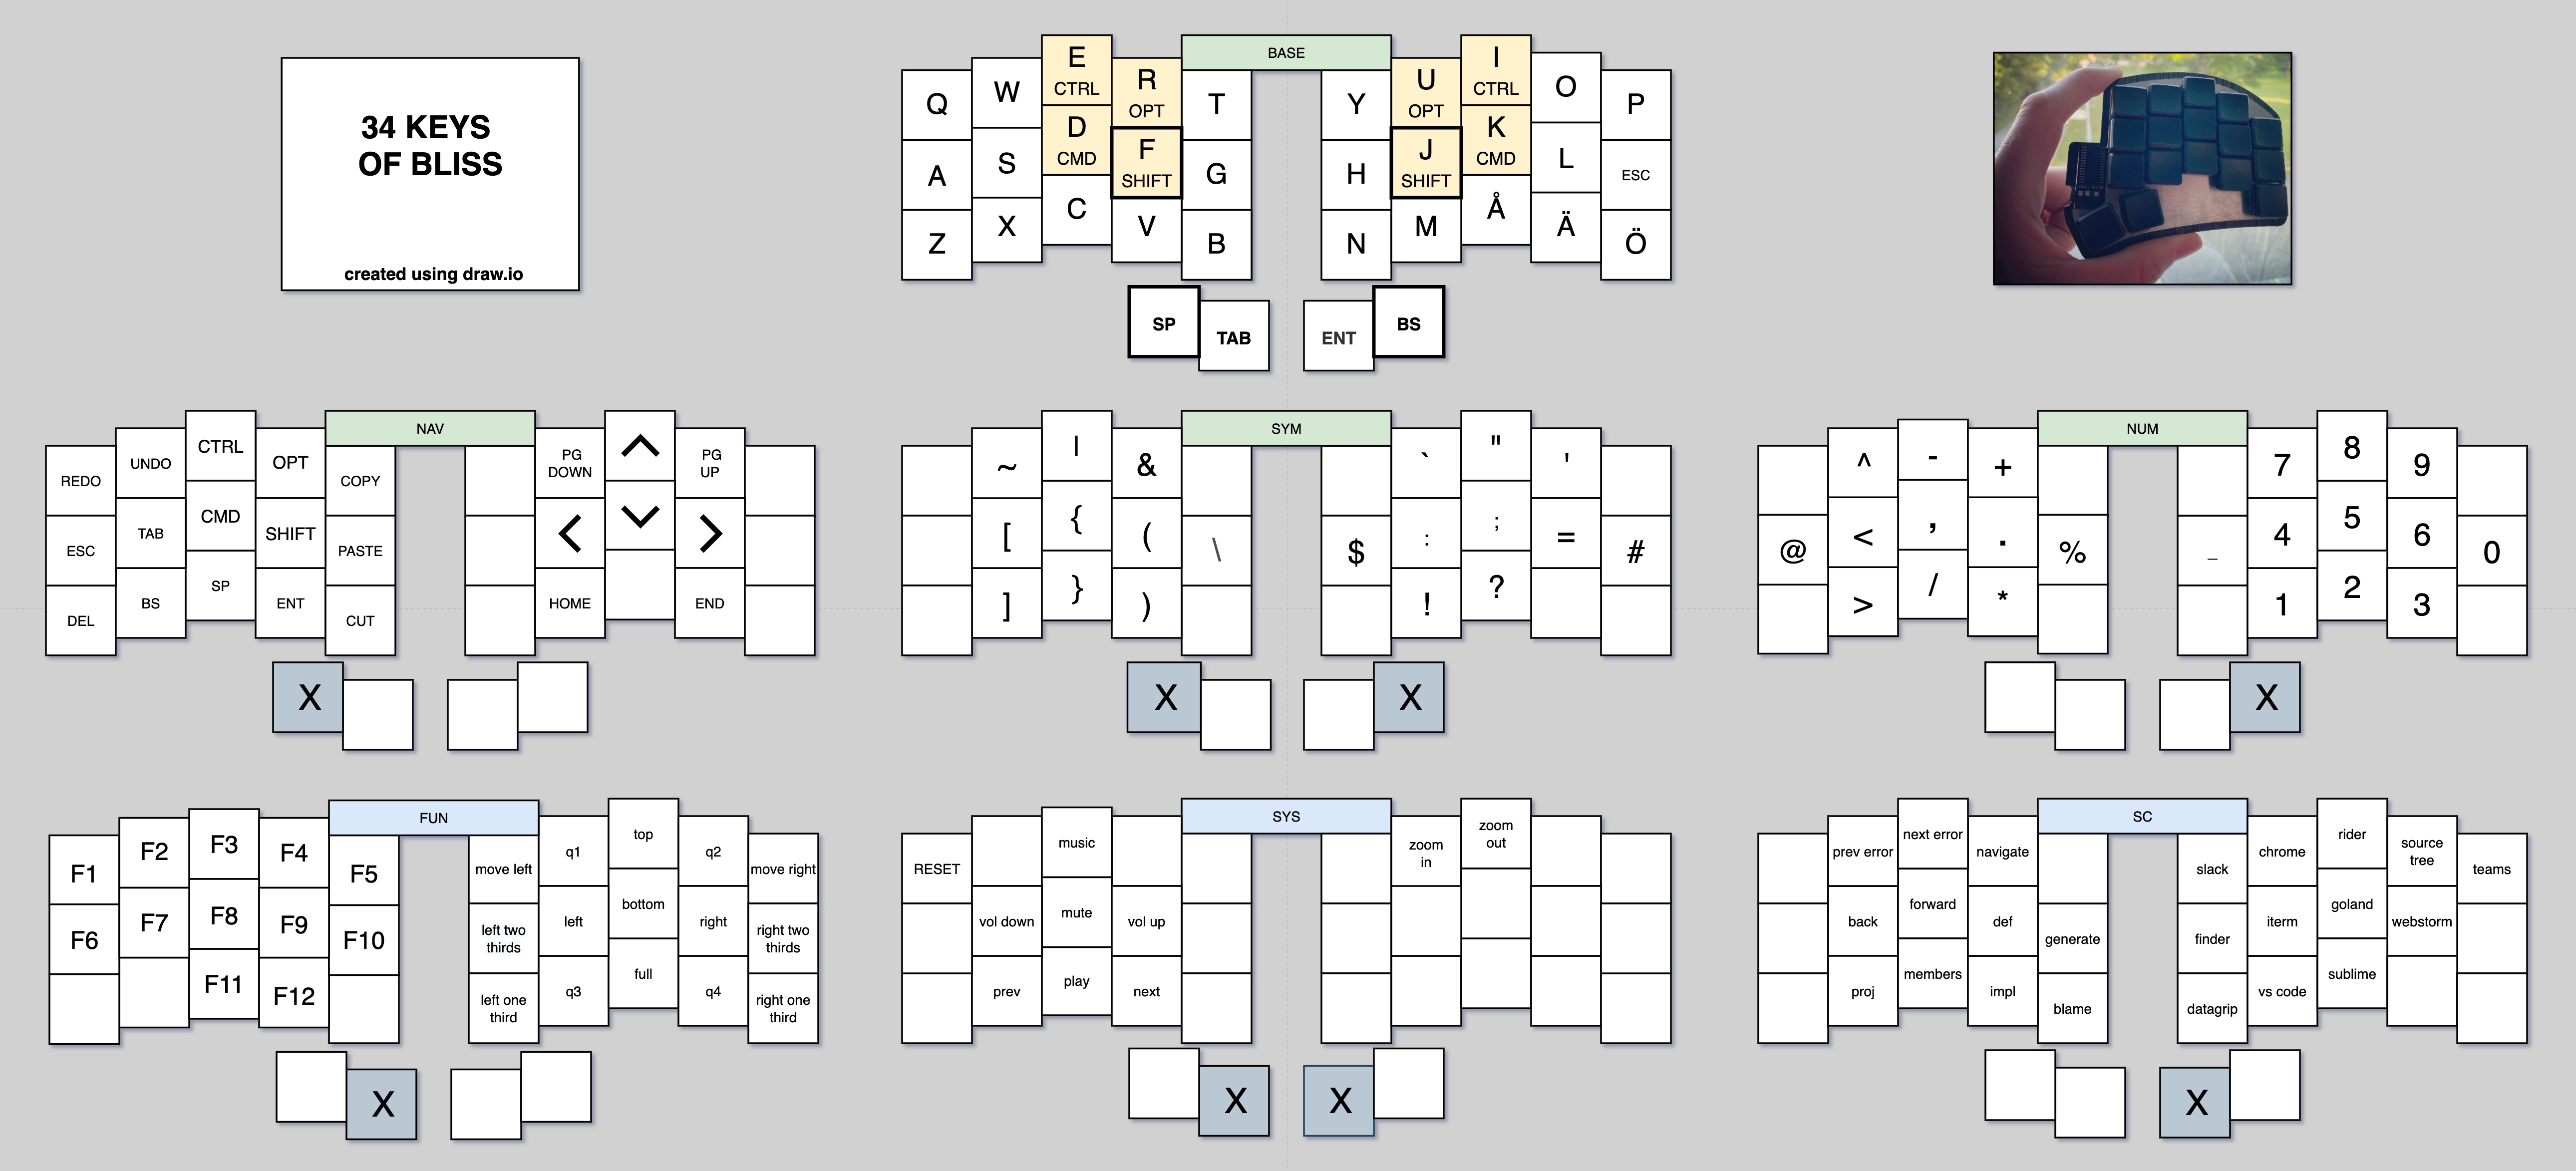 34 KEYS
OF BLISS
created using draw.io
BASE
Q W E R T Y U I O P
CTRL OPT OPT CTRL
A S D F G H J K L ESC
CMD SHIFT SHIFT CMD
Z X C V B N M Å Ä Ö
SP TAB ENT BS
NAV
REDO UNDO CTRL OPT COPY PG DOWN ^ PG UP
ESC TAB CMD SHIFT PASTE < ⌄ >
DEL BS SP ENT CUT HOME END
X
SYM
~ | & ` " '
[ { ( \ $ : ; = #
] } ) ! ?
X X
NUM
^ - + 7 8 9
@ < , . % _ 4 5 6 0
> / * 1 2 3
X
FUN
F1 F2 F3 F4 F5 move left q1 top q2 move right
F6 F7 F8 F9 F10 left two thirds left bottom right right two thirds
F11 F12 left one third q3 full q4 right one third
X
SYS
RESET music zoom in zoom out
vol down mute vol up
prev play next
X X
SC
prev error next error navigate slack chrome rider source tree teams
back forward def generate finder iterm goland webstorm
proj members impl blame datagrip vs code sublime
X